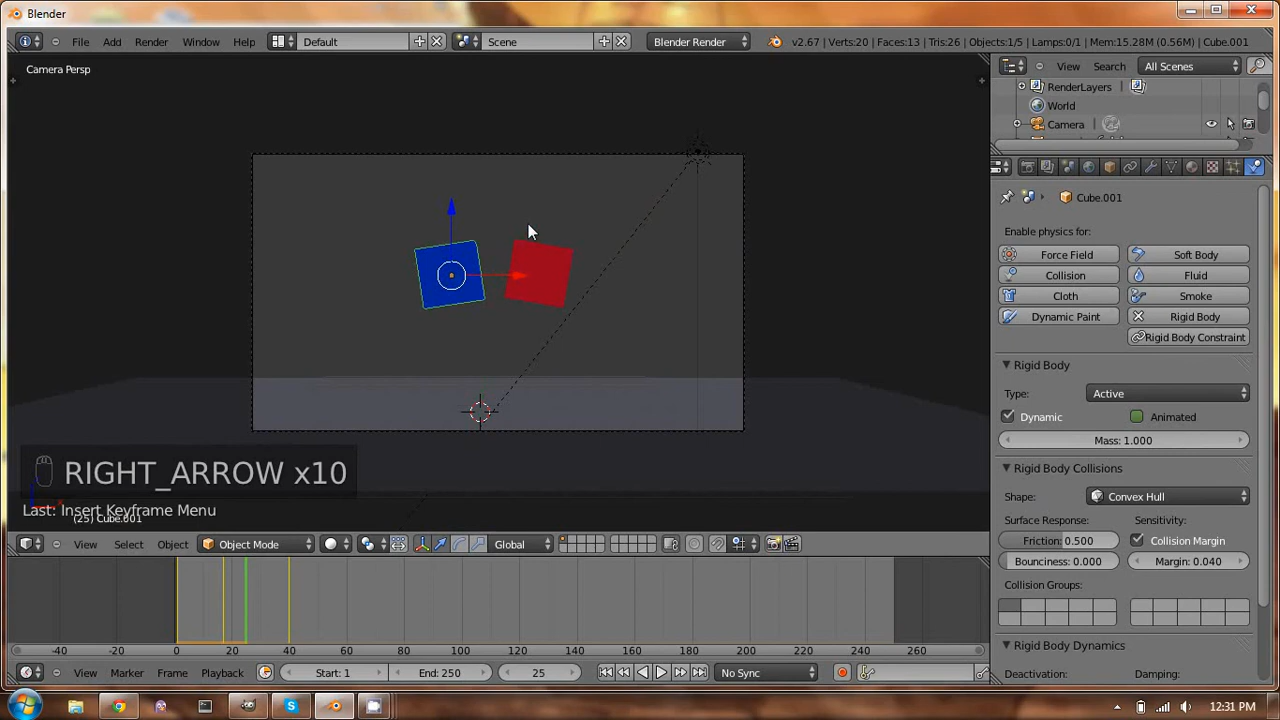 Blender
File Add Render Window Help Default Scene Blender Render v2.67 | Verts:20 | Faces:13 | Tris:26 | Objects:1/5 | Lamps:0/1 | Mem:15.28M (0.56M) | Cube.001
Camera Persp
View Search All Scenes
RenderLayers
World
Camera
Cube.001
Enable physics for:
Force Field Soft Body
Collision Fluid
Cloth Smoke
Dynamic Paint Rigid Body
Rigid Body Constraint
Rigid Body
Type: Active
Dynamic Animated
Mass: 1.000
Rigid Body Collisions
Shape: Convex Hull
Surface Response: Sensitivity:
Friction: 0.500 Collision Margin
Bounciness: 0.000 Margin: 0.040
Collision Groups:
Rigid Body Dynamics
Deactivation: Damping:
RIGHT_ARROW x10
Last: Insert Keyframe Menu
(25) Cube.001
View Select Object Object Mode Global
-40 -20 0 20 40 60 80 100 120 140 160 180 200 220 240 260
View Marker Frame Playback Start: 1 End: 250 25 No Sync
12:31 PM